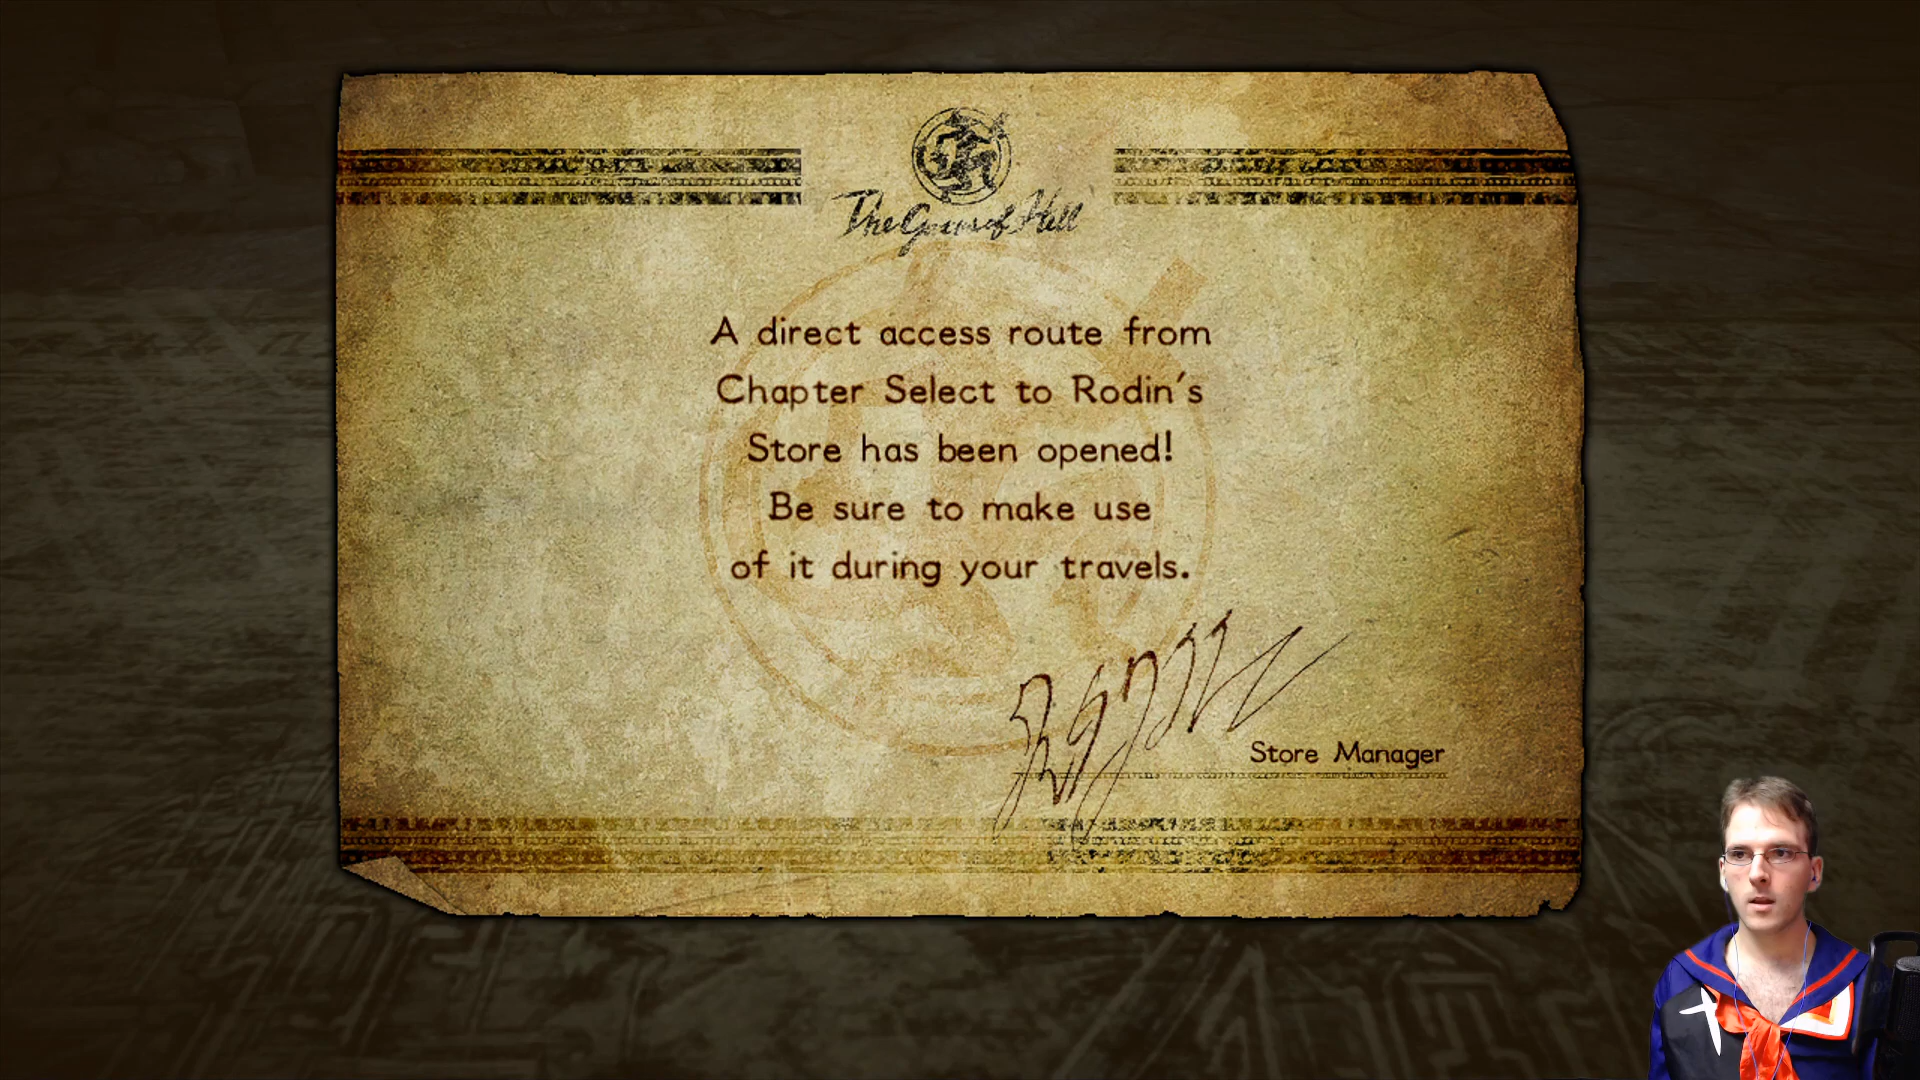 The Gates of Hell
A direct access route from
Chapter Select to Rodin's
Store has been opened!
Be sure to make use
of it during your travels.
Store Manager